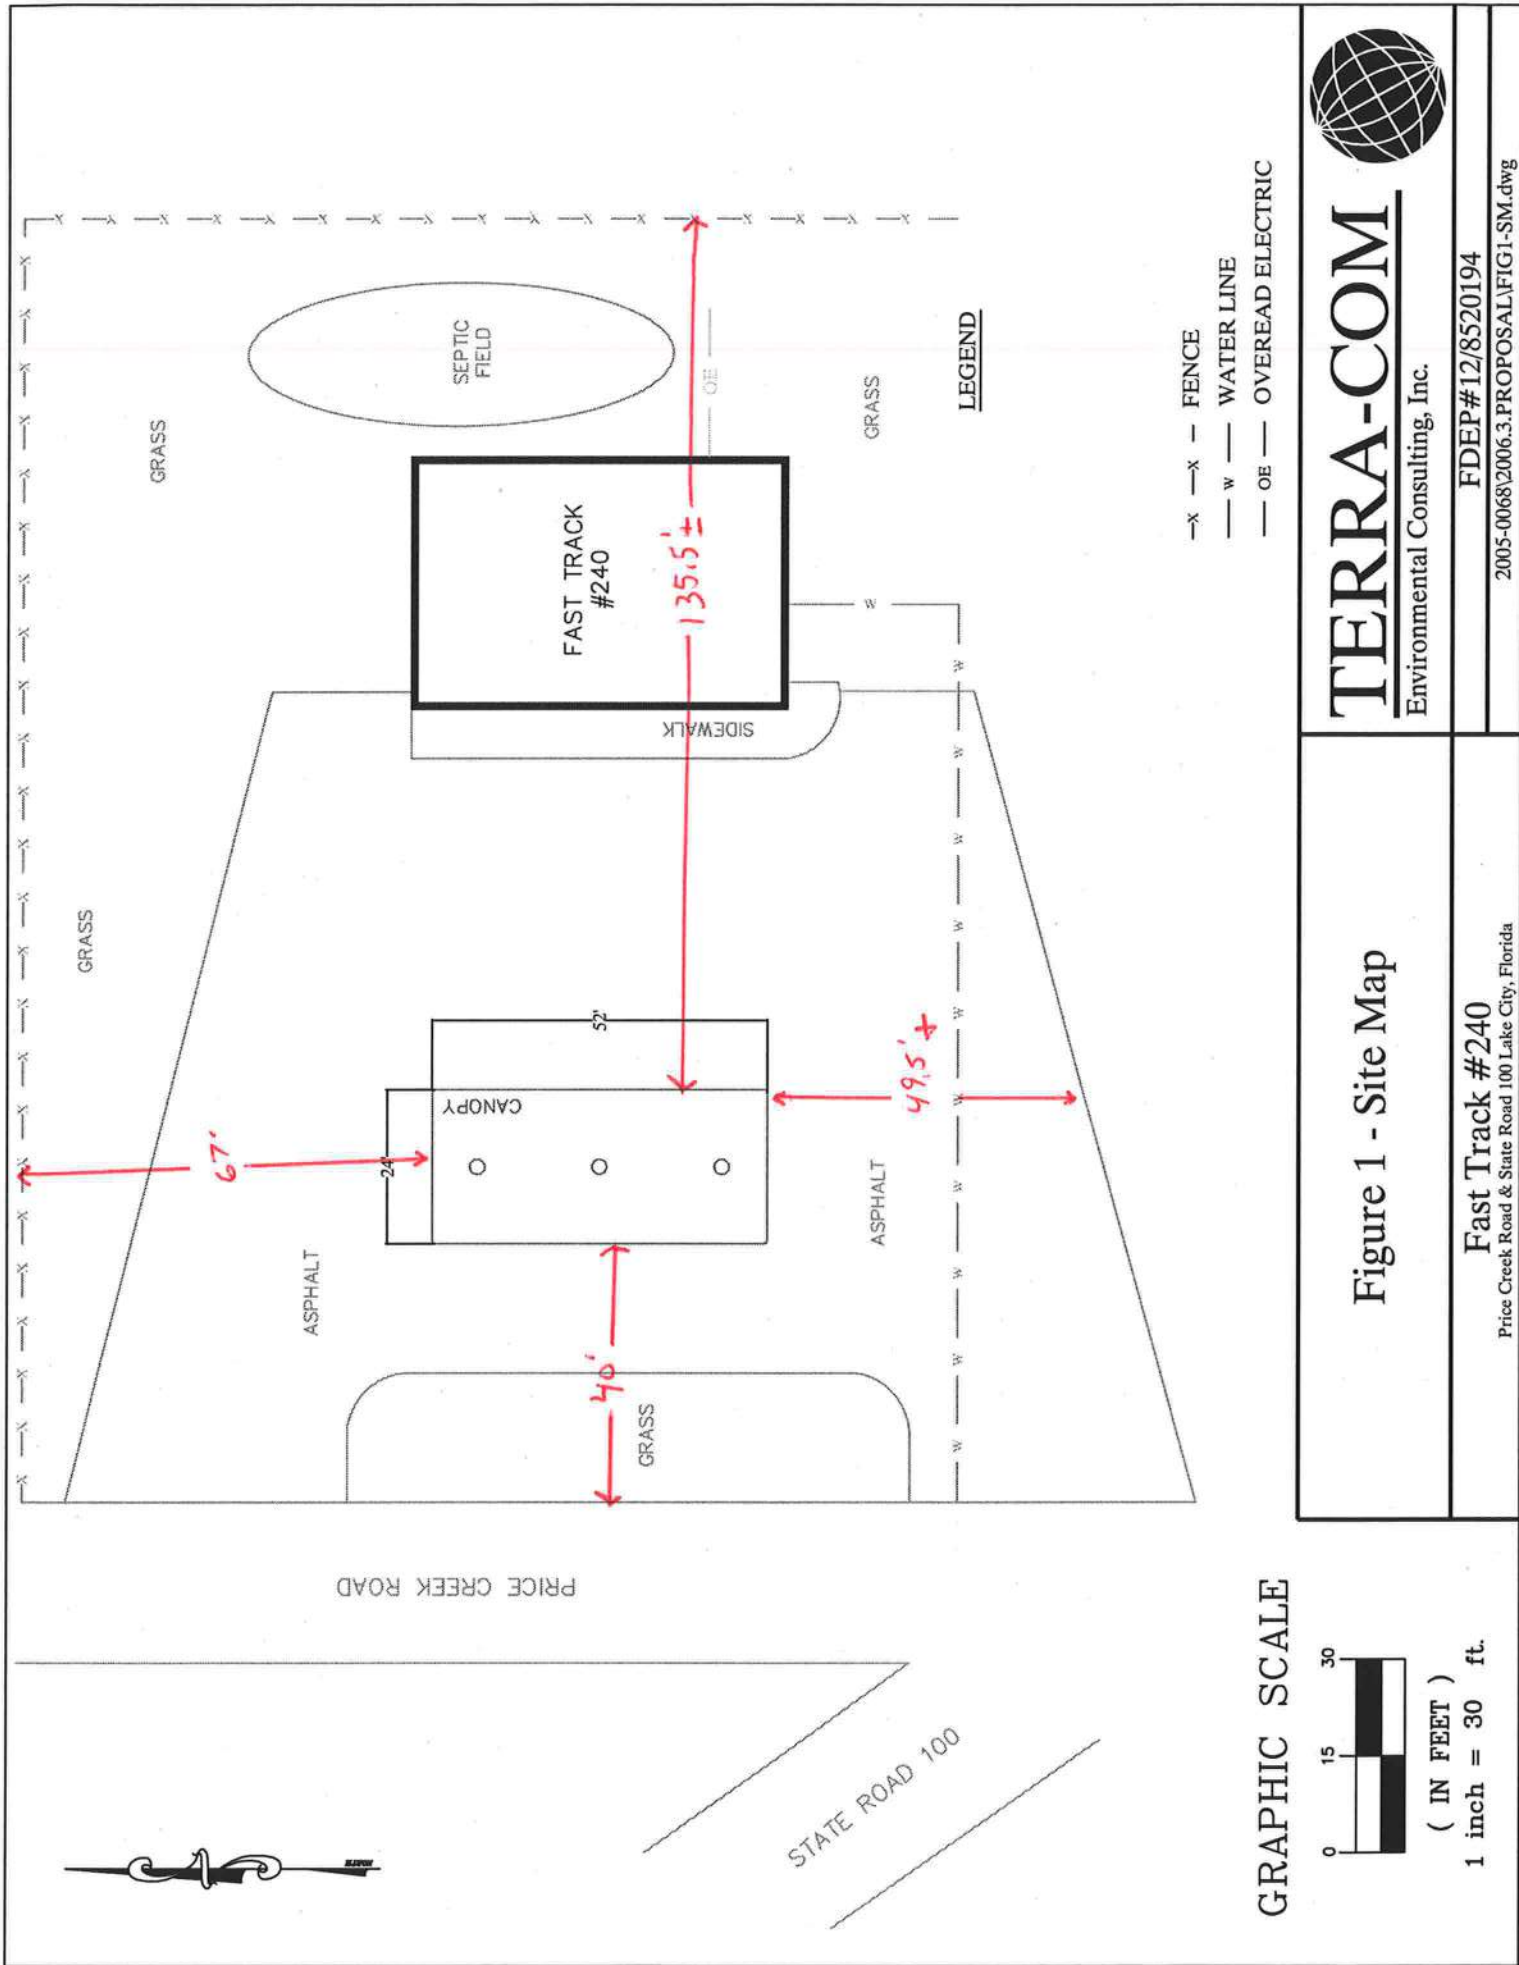 X X X X X X X X X X X X X X X X X X X X X X X X
GRASS
GRASS
67'
24'
ASPHALT
CANOPY
52'
SEPTIC
FIELD
FAST TRACK
#240
SIDEWALK
135.5' ±
OE
40'
GRASS
49.5' ±
ASPHALT
GRASS
W
W W W W W W W W W W
PRICE CREEK ROAD
STATE ROAD 100
N
NORTH
LEGEND
—X —X — FENCE
— W — WATER LINE
— OE — OVEREAD ELECTRIC
GRAPHIC SCALE
0 15 30
( IN FEET )
1 inch = 30 ft.
Figure 1 - Site Map
Fast Track #240
Price Creek Road & State Road 100 Lake City, Florida
TERRA-COM
Environmental Consulting, Inc.
FDEP#12/8520194
2005-0068\2006.3.PROPOSAL\FIG1-SM.dwg